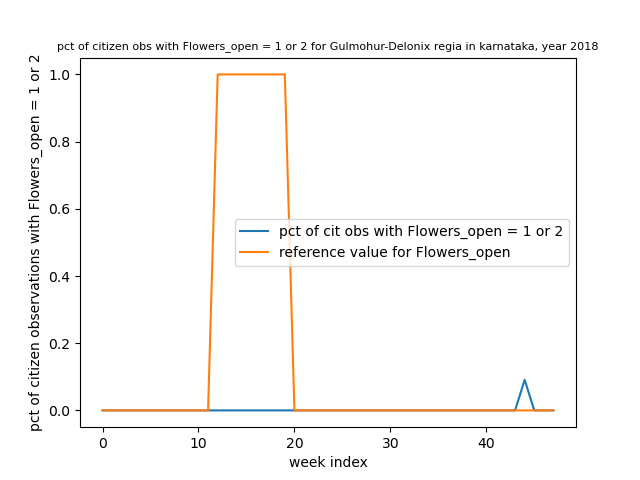 pct of citizen obs with Flowers_open = 1 or 2 for Gulmohur-Delonix regia in karnataka, year 2018
pct of citizen observations with Flowers_open = 1 or 2
1.0
0.8
0.6
0.4
0.2
0.0
pct of cit obs with Flowers_open = 1 or 2
reference value for Flowers_open
0 10 20 30 40
week index